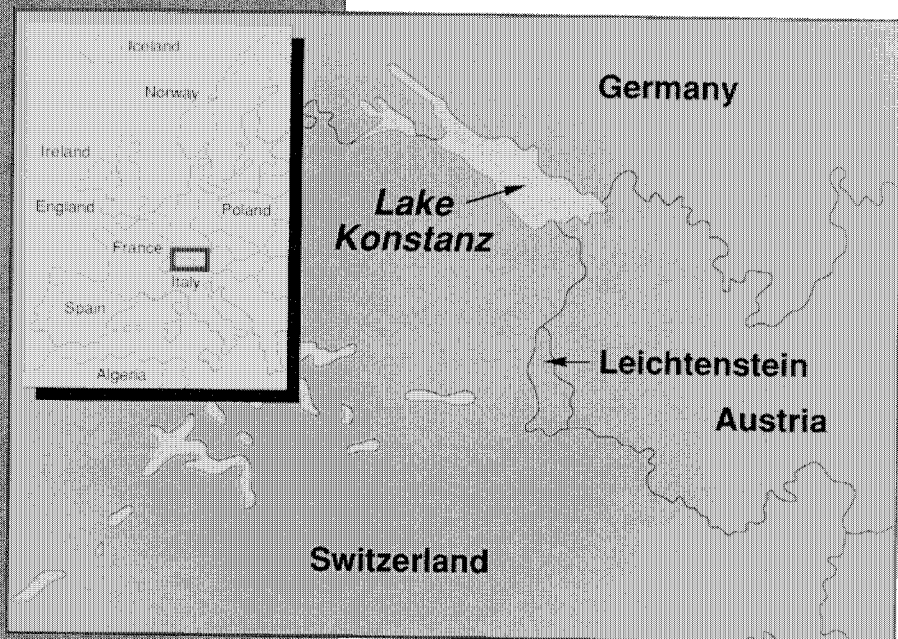 Iceland
Norway
Ireland
England
Poland
France
Italy
Spain
Algeria
Germany
Lake
Konstanz
Leichtenstein
Austria
Switzerland